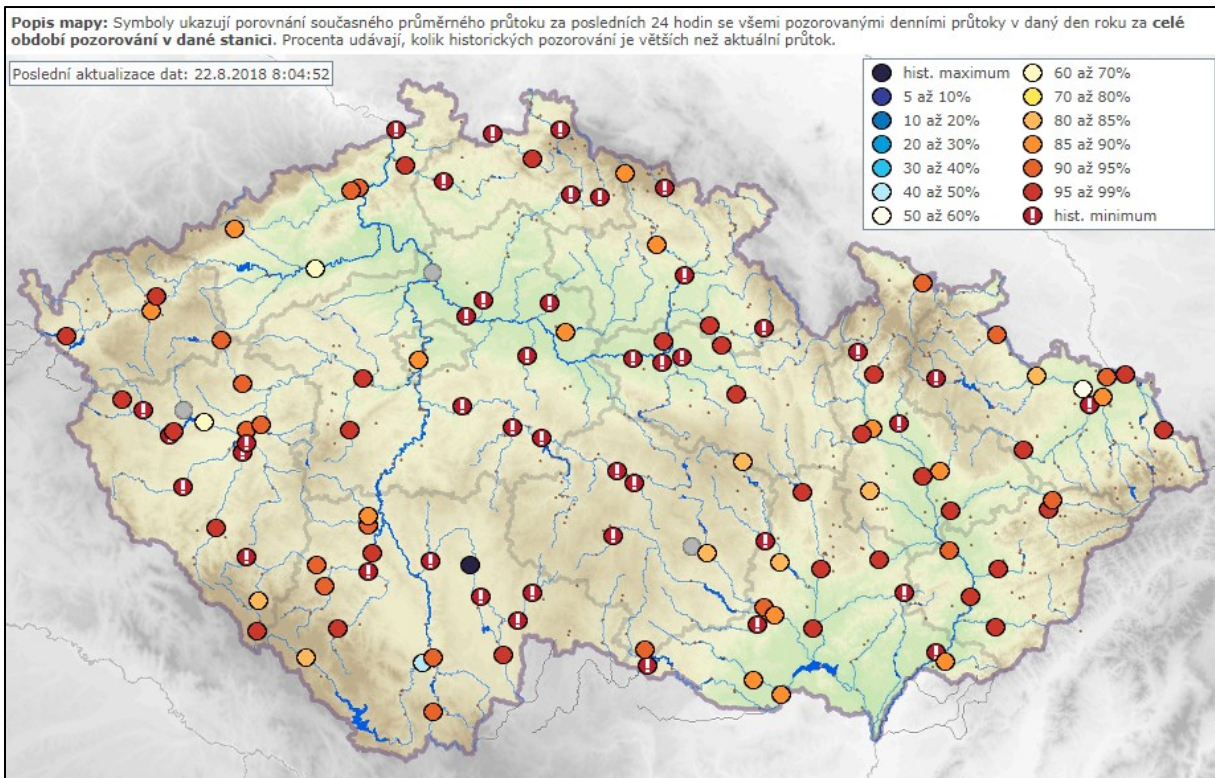 Popis mapy: Symboly ukazují porovnání současného průměrného průtoku za posledních 24 hodin se všemi pozorovanými denními průtoky v daný den roku za celé
období pozorování v dané stanici. Procenta udávají, kolik historických pozorování je větších než aktuální průtok.
Poslední aktualizace dat: 22.8.2018 8:04:52
hist. maximum
5 až 10%
10 až 20%
20 až 30%
30 až 40%
40 až 50%
50 až 60%
60 až 70%
70 až 80%
80 až 85%
85 až 90%
90 až 95%
95 až 99%
hist. minimum